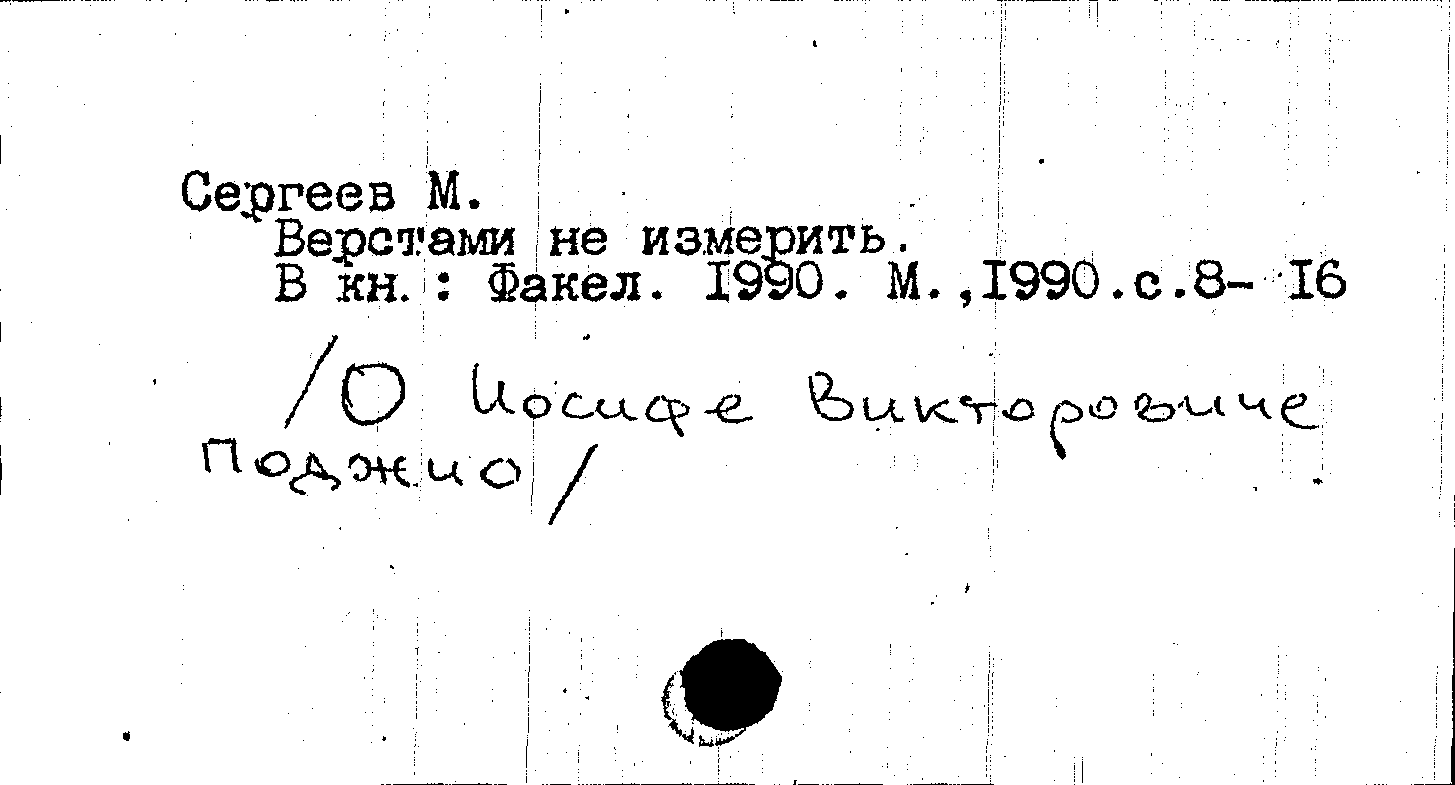 Сергеев М.
Верстами не измерить.
В кн.: Факел. 1990. М.,1990.с.8- 16
/О Иосифе Викторовиче
Поджио/